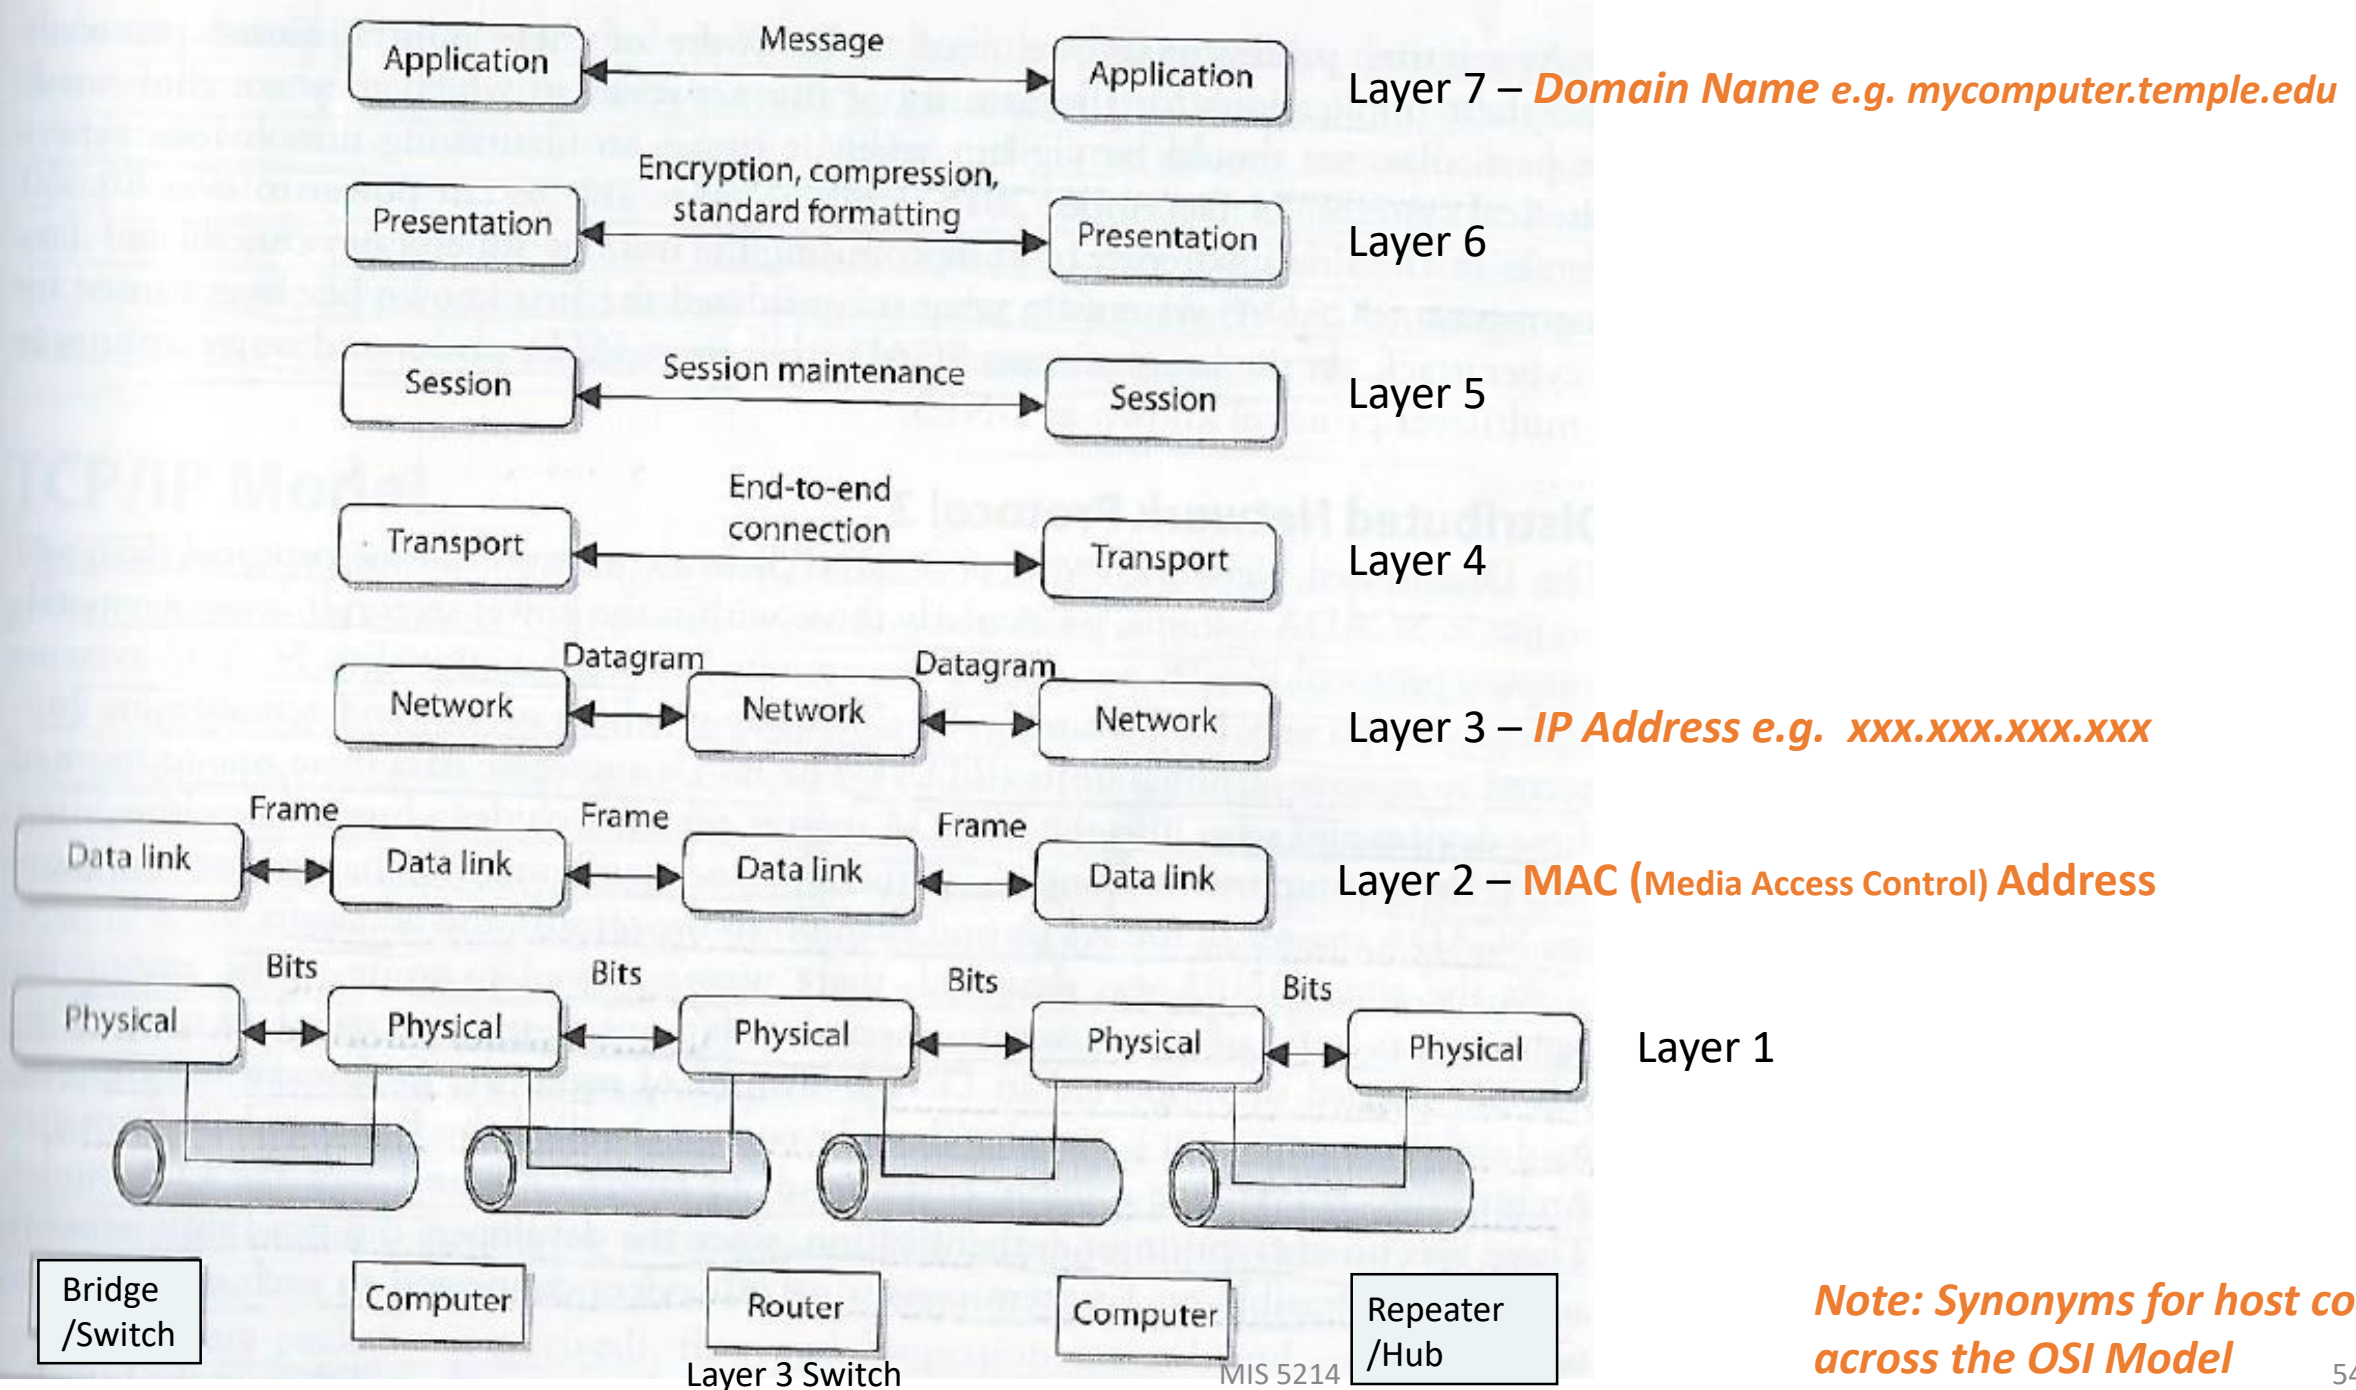 Message
Application
Application
Layer 7 – Domain Name e.g. mycomputer.temple.edu
Encryption, compression,
standard formatting
Presentation
Presentation
Layer 6
Session maintenance
Session
Session
Layer 5
End-to-end
connection
Transport
Transport
Layer 4
Datagram
Datagram
Network
Network
Network
Layer 3 – IP Address e.g. xxx.xxx.xxx.xxx
Frame
Frame
Frame
Data link
Data link
Data link
Data link
Layer 2 – MAC (Media Access Control) Address
Bits
Bits
Bits
Bits
Physical
Physical
Physical
Physical
Physical
Layer 1
Bridge
/Switch
Computer
Router
Computer
Repeater
/Hub
Layer 3 Switch
MIS 5214
Note: Synonyms for host co
across the OSI Model
54